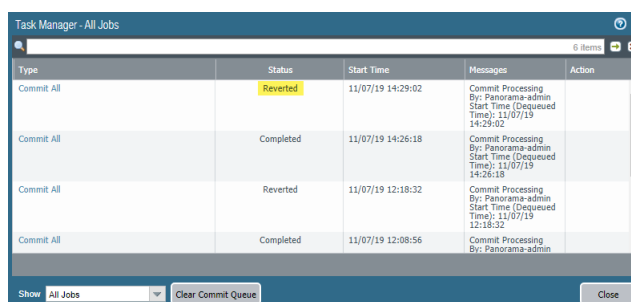 Task Manager - All Jobs
6 items
Type Status Start Time Messages Action
Commit All Reverted 11/07/19 14:29:02 Commit Processing
By: Panorama-admin
Start Time (Dequeued
Time): 11/07/19
14:29:02
Commit All Completed 11/07/19 14:26:18 Commit Processing
By: Panorama-admin
Start Time (Dequeued
Time): 11/07/19
14:26:18
Commit All Reverted 11/07/19 12:18:32 Commit Processing
By: Panorama-admin
Start Time (Dequeued
Time): 11/07/19
12:18:32
Commit All Completed 11/07/19 12:08:56 Commit Processing
By: Panorama-admin
Show All Jobs Clear Commit Queue Close